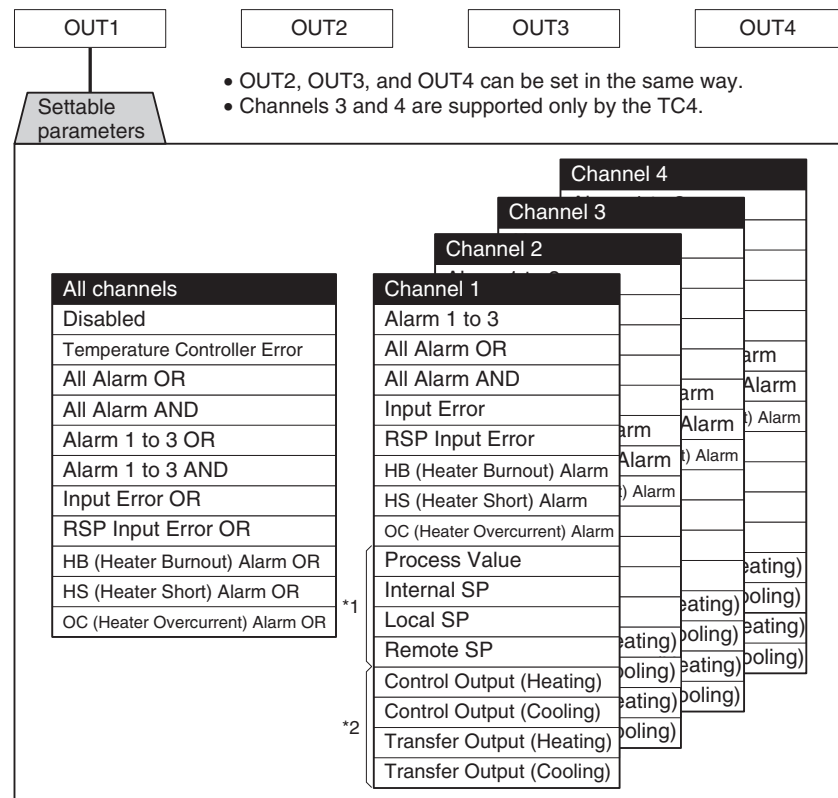 OUT1
OUT2
OUT3
OUT4
• OUT2, OUT3, and OUT4 can be set in the same way.
• Channels 3 and 4 are supported only by the TC4.
Settable
parameters
All channels
Disabled
Temperature Controller Error
All Alarm OR
All Alarm AND
Alarm 1 to 3 OR
Alarm 1 to 3 AND
Input Error OR
RSP Input Error OR
HB (Heater Burnout) Alarm OR
HS (Heater Short) Alarm OR
OC (Heater Overcurrent) Alarm OR
Channel 1
Alarm 1 to 3
All Alarm OR
All Alarm AND
Input Error
RSP Input Error
HB (Heater Burnout) Alarm
HS (Heater Short) Alarm
OC (Heater Overcurrent) Alarm
*1
Process Value
Internal SP
Local SP
Remote SP
*2
Control Output (Heating)
Control Output (Cooling)
Transfer Output (Heating)
Transfer Output (Cooling)
Channel 2
Alarm
t) Alarm
Channel 3
Alarm
t) Alarm
Channel 4
Alarm
t) Alarm